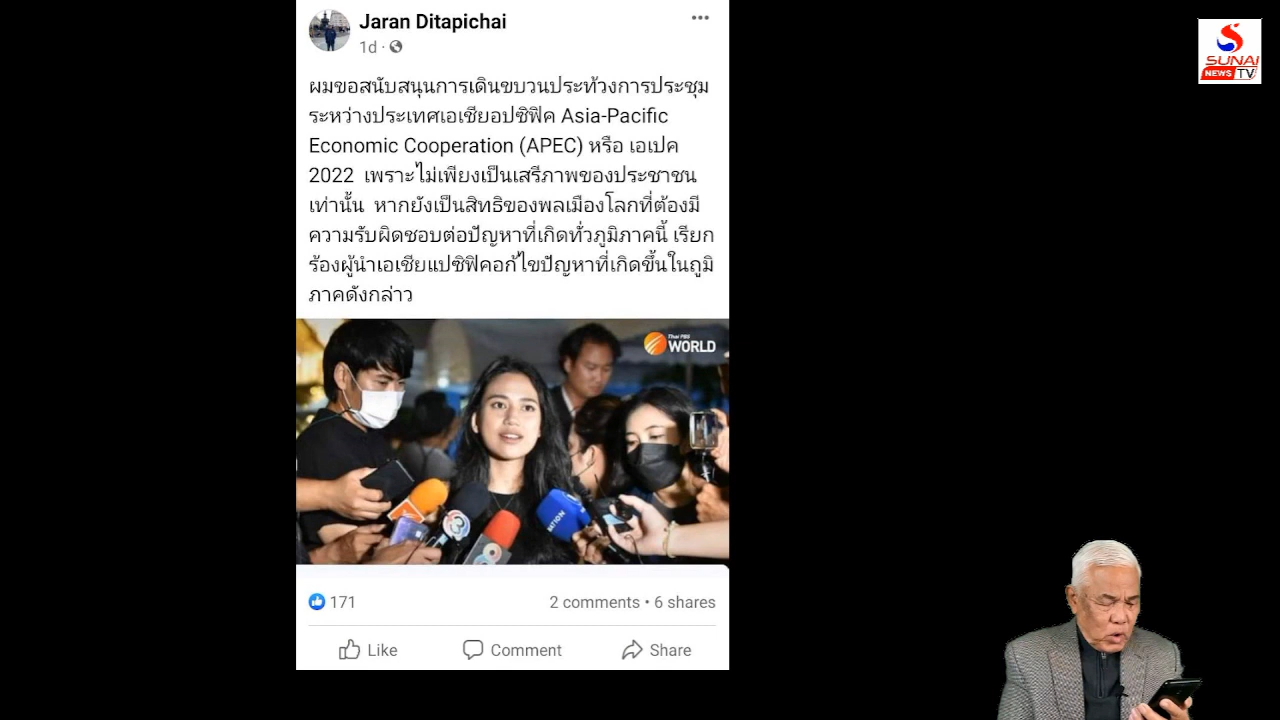 Jaran Ditapichai
1d
ผมขอสนับสนุนการเดินขบวนประท้วงการประชุม
ระหว่างประเทศเอเซียอปซิฟิค Asia-Pacific
Economic Cooperation (APEC) หรือ เอเปค
2022 เพราะไม่เพียงเป็นเสรีภาพของประชาชน
เท่านั้น หากยังเป็นสิทธิของพลเมืองโลกที่ต้องมี
ความรับผิดชอบต่อปัญหาที่เกิดทั่วภูมิภาคนี้ เรียก
ร้องผู้นำเอเซียแปซิฟิคอก้ไขปัญหาที่เกิดขึ้นในถูมิ
ภาคดังกล่าว
Thai PBS
WORLD
NATION
3
8
171
2 comments • 6 shares
Like
Comment
Share
SUNAI
NEWS TV